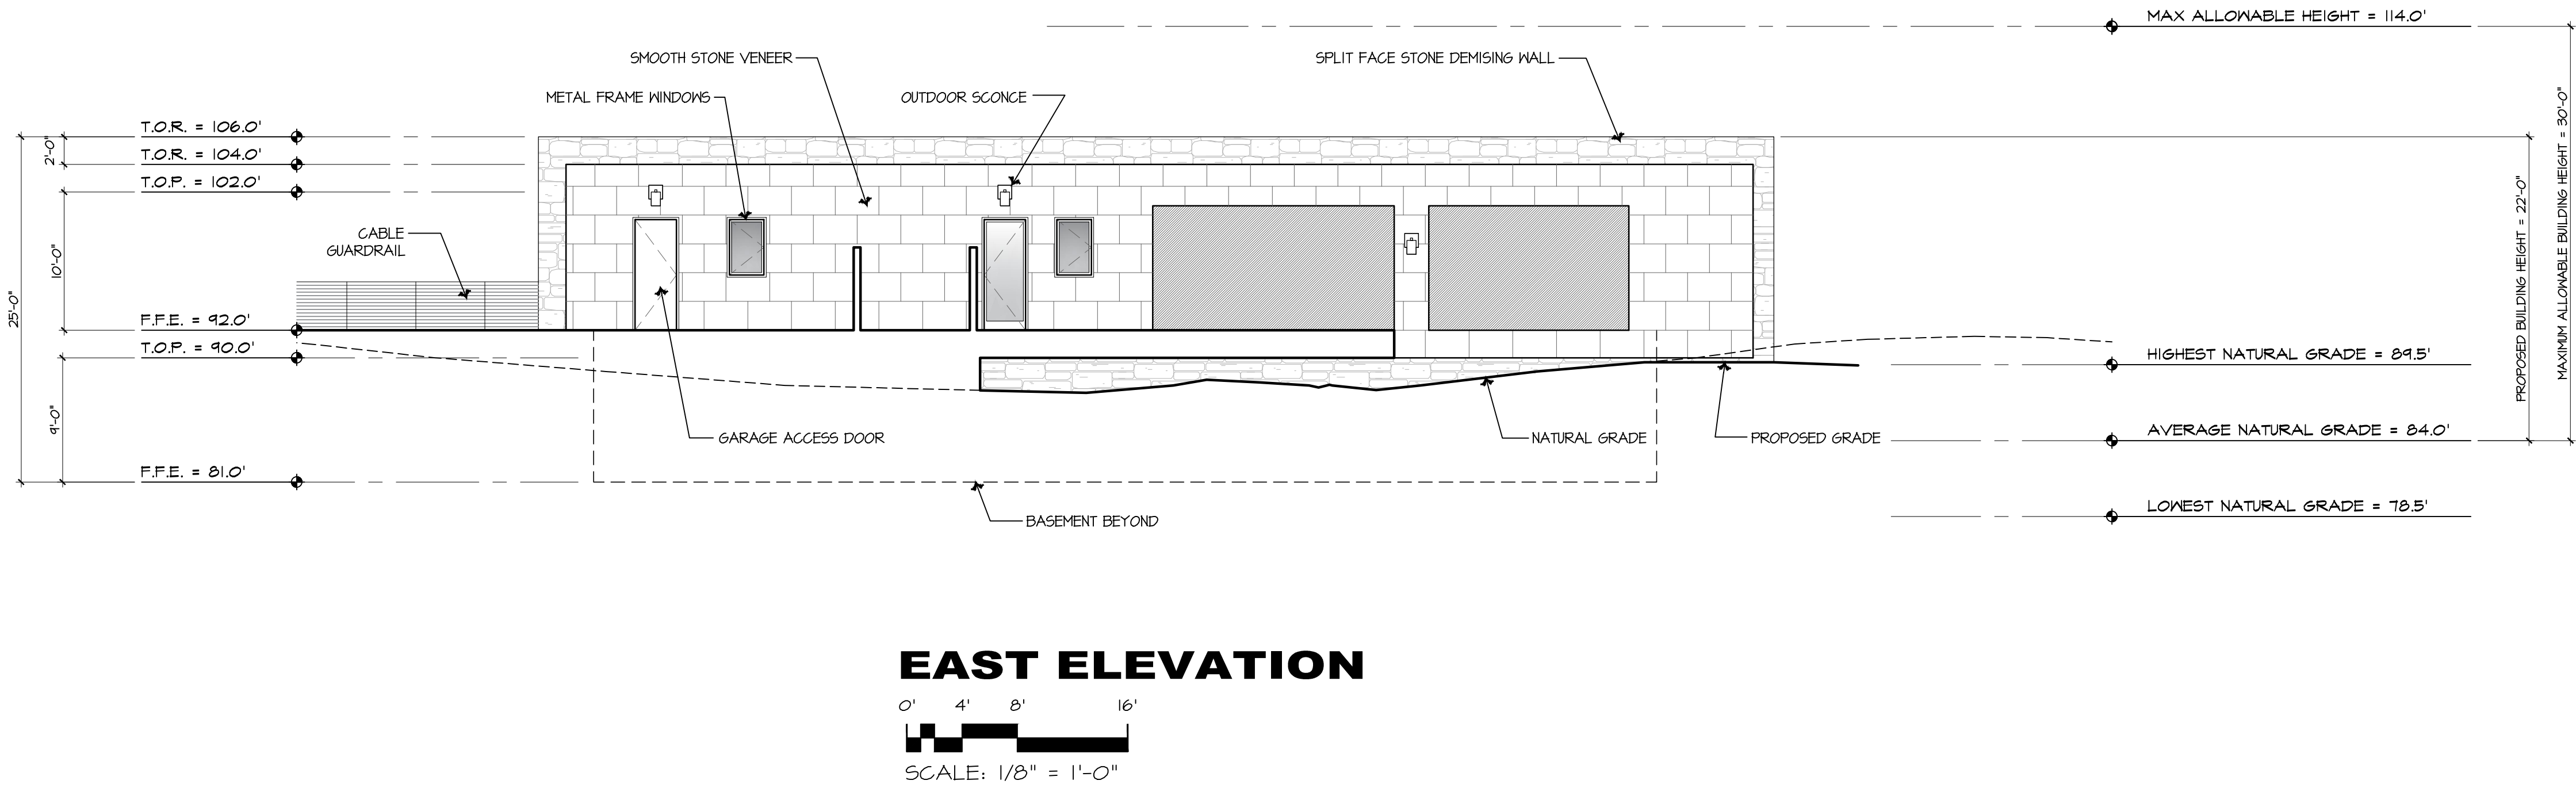 MAX ALLOWABLE HEIGHT = 114.0'
SMOOTH STONE VENEER
SPLIT FACE STONE DEMISING WALL
METAL FRAME WINDOWS
OUTDOOR SCONCE
T.O.R. = 106.0'
T.O.R. = 104.0'
T.O.P. = 102.0'
2'-0"
CABLE
GUARDRAIL
10'-0"
25'-0"
F.F.E. = 92.0'
T.O.P. = 90.0'
9'-0"
F.F.E. = 81.0'
PROPOSED BUILDING HEIGHT = 22'-0"
MAXIMUM ALLOWABLE BUILDING HEIGHT = 30'-0"
HIGHEST NATURAL GRADE = 89.5'
AVERAGE NATURAL GRADE = 84.0'
LOWEST NATURAL GRADE = 78.5'
GARAGE ACCESS DOOR
NATURAL GRADE
PROPOSED GRADE
BASEMENT BEYOND
EAST ELEVATION
0' 4' 8' 16'
SCALE: 1/8" = 1'-0"